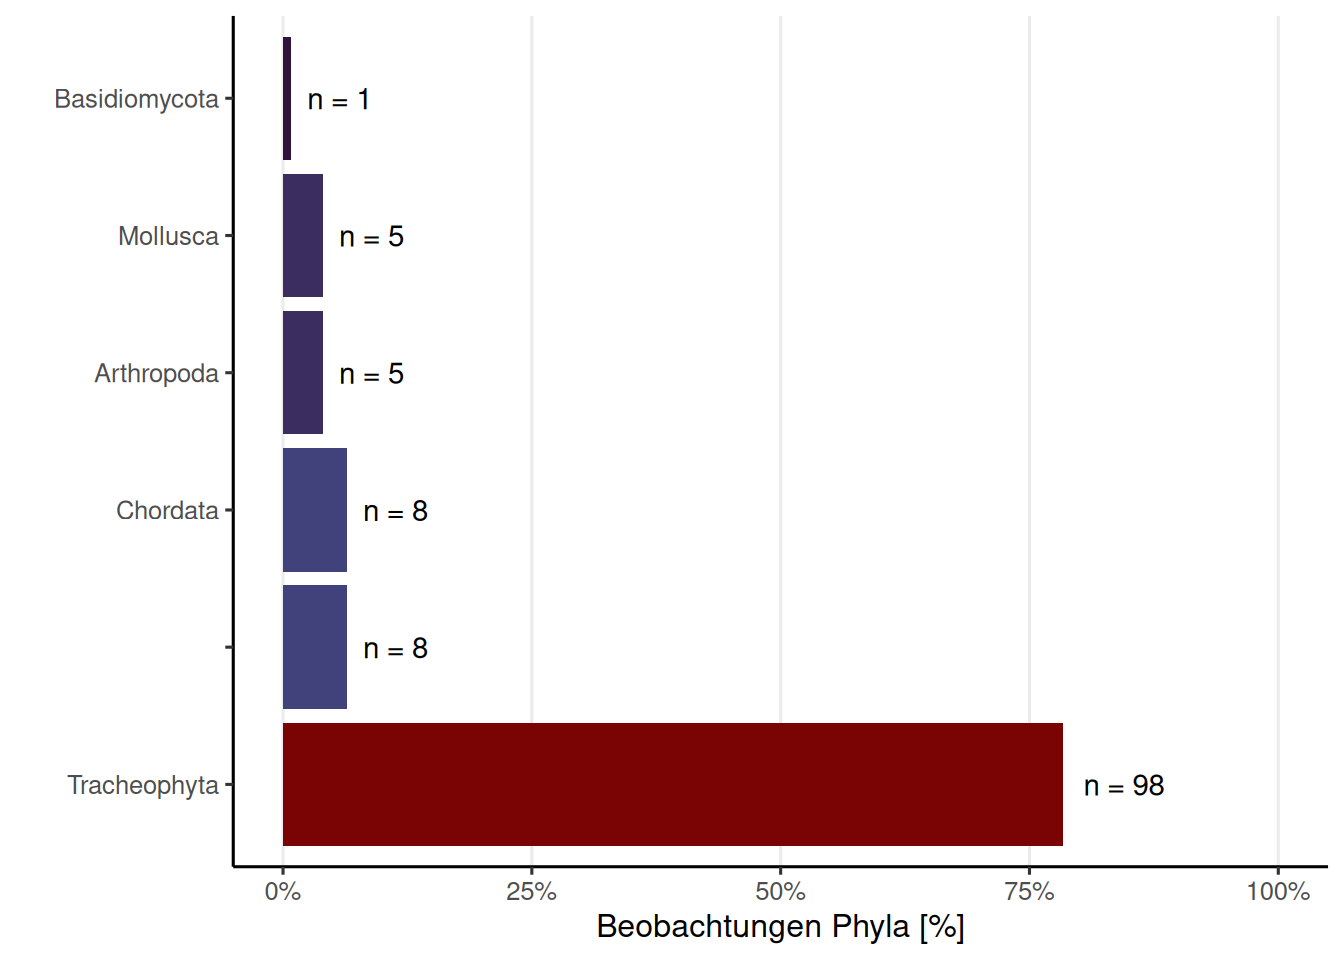 Basidiomycota n = 1
Mollusca n = 5
Arthropoda n = 5
Chordata n = 8
n = 8
Tracheophyta n = 98
0% 25% 50% 75% 100%
Beobachtungen Phyla [%]